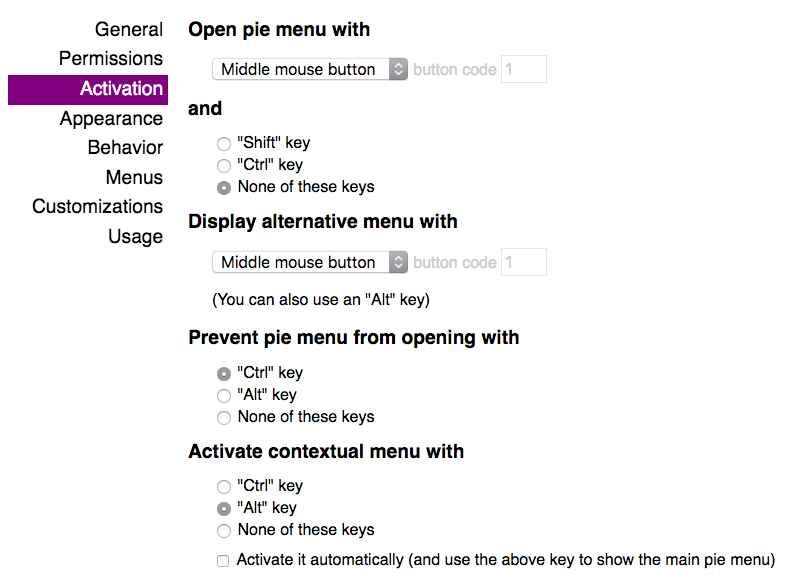 General
Permissions
Activation
Appearance
Behavior
Menus
Customizations
Usage
Open pie menu with
Middle mouse button button code 1
and
"Shift" key
"Ctrl" key
None of these keys
Display alternative menu with
Middle mouse button button code 1
(You can also use an "Alt" key)
Prevent pie menu from opening with
"Ctrl" key
"Alt" key
None of these keys
Activate contextual menu with
"Ctrl" key
"Alt" key
None of these keys
Activate it automatically (and use the above key to show the main pie menu)